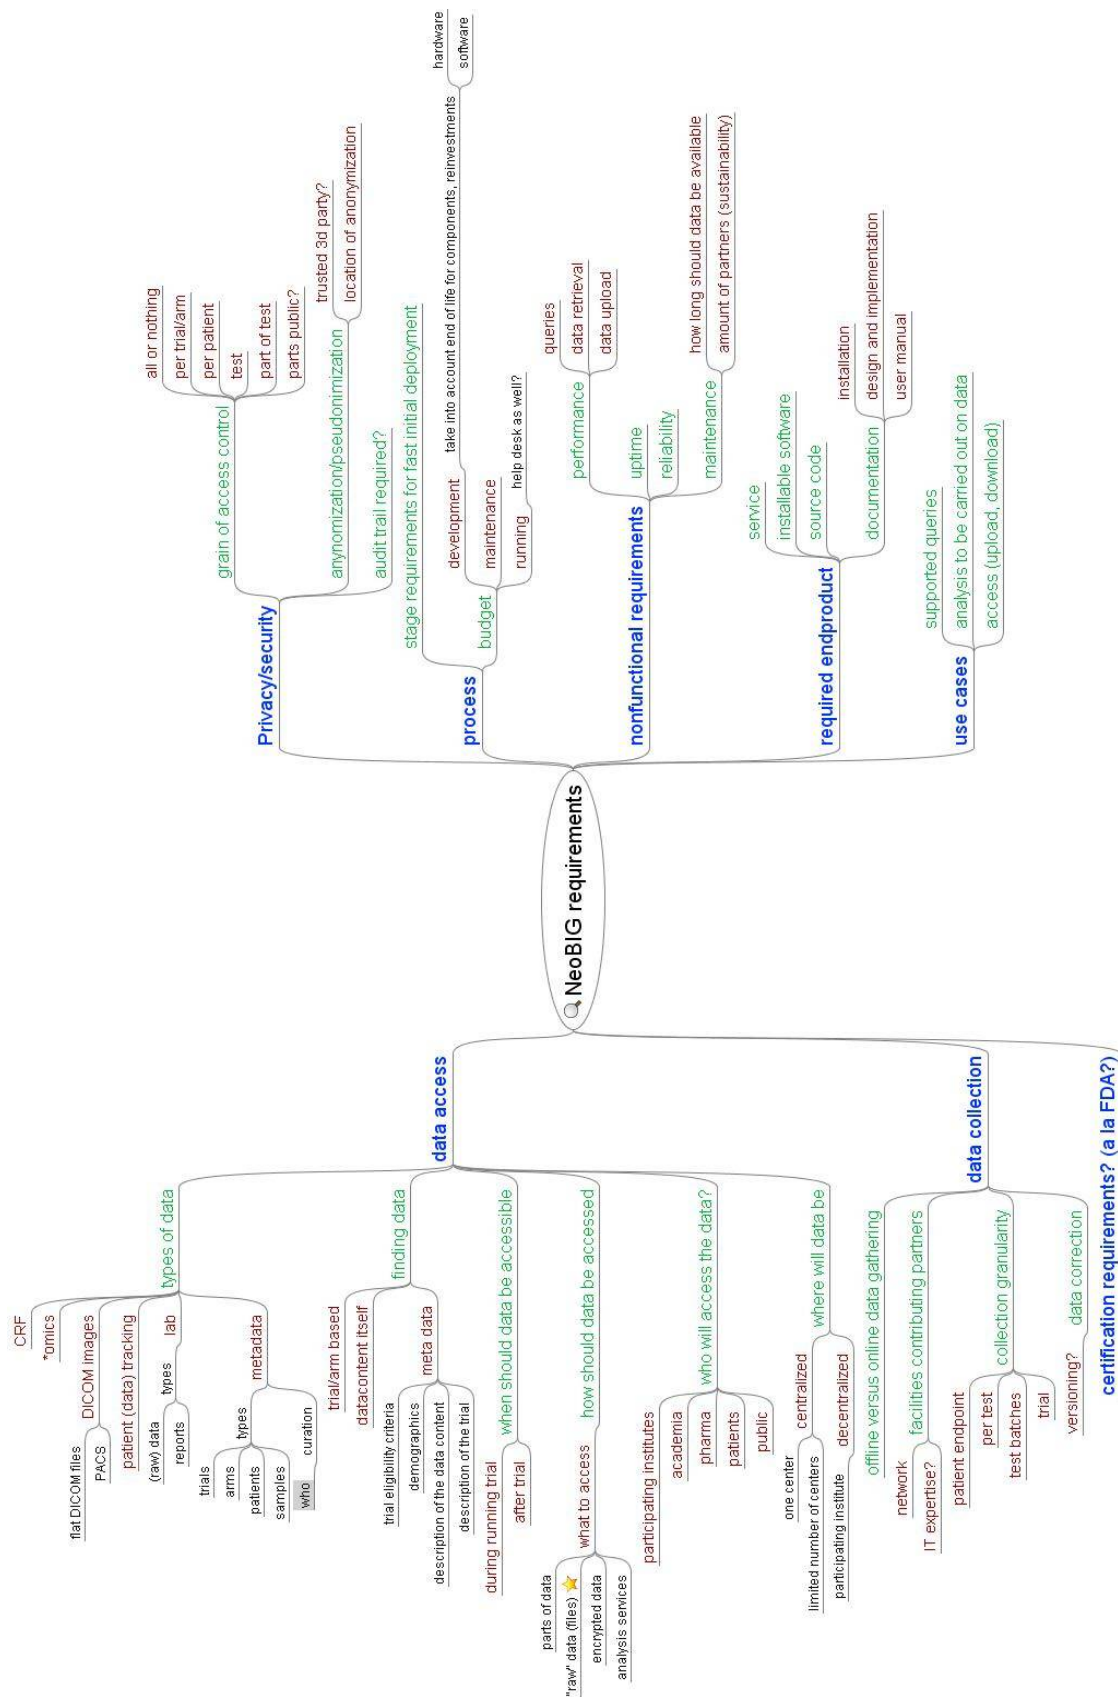 NeoBIG requirements
data access
types of data
CRF
*omics
DICOM images
flat DICOM files
PACS
patient (data) tracking
lab
types
(raw) data
reports
metadata
types
trials
arms
patients
samples
curation
who
finding data
trial/arm based
datacontent itself
meta data
trial eligibility criteria
demographics
description of the data content
description of the trial
when should data be accessible
during running trial
after trial
how should data be accessed
what to access
parts of data
"raw" data (files)
encrypted data
analysis services
who will access the data?
participating institutes
academia
pharma
patients
public
where will data be
centralized
one center
limited number of centers
decentralized
participating institute
data collection
offline versus online data gathering
facilities contributing partners
network
IT expertise?
collection granularity
patient endpoint
per test
test batches
trial
data correction
versioning?
certification requirements? (a la FDA?)
Privacy/security
grain of access control
all or nothing
per trial/arm
per patient
test
part of test
parts public?
anynomization/pseudonimization
trusted 3d party?
location of anonymization
audit trail required?
process
stage requirements for fast initial deployment
budget
development
take into account end of life for components, reinvestments
hardware
software
maintenance
running
help desk as well?
nonfunctional requirements
performance
queries
data retrieval
data upload
uptime
reliability
maintenance
how long should data be available
amount of partners (sustainability)
required endproduct
service
installable software
source code
documentation
installation
design and implementation
user manual
use cases
supported queries
analysis to be carried out on data
access (upload, download)